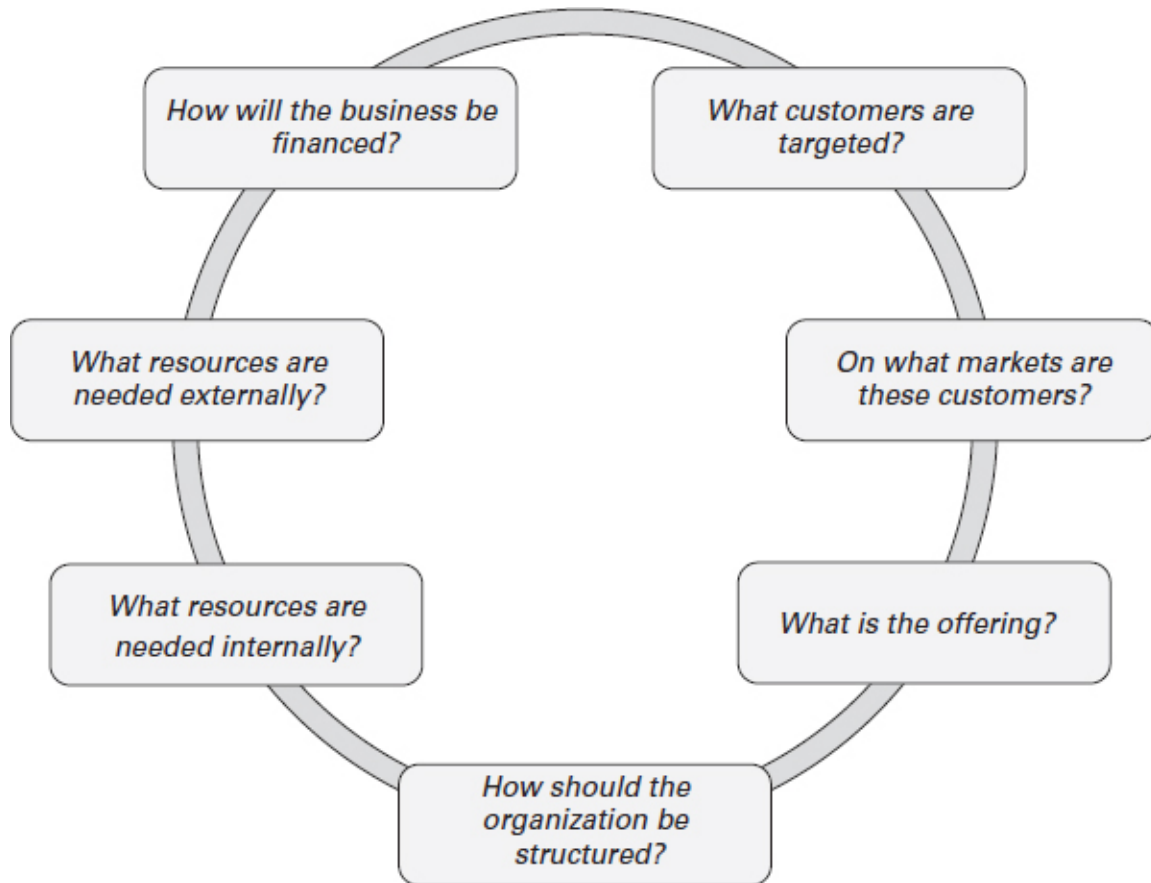 How will the business be
financed?
What customers are
targeted?
What resources are
needed externally?
On what markets are
these customers?
What resources are
needed internally?
What is the offering?
How should the
organization be
structured?